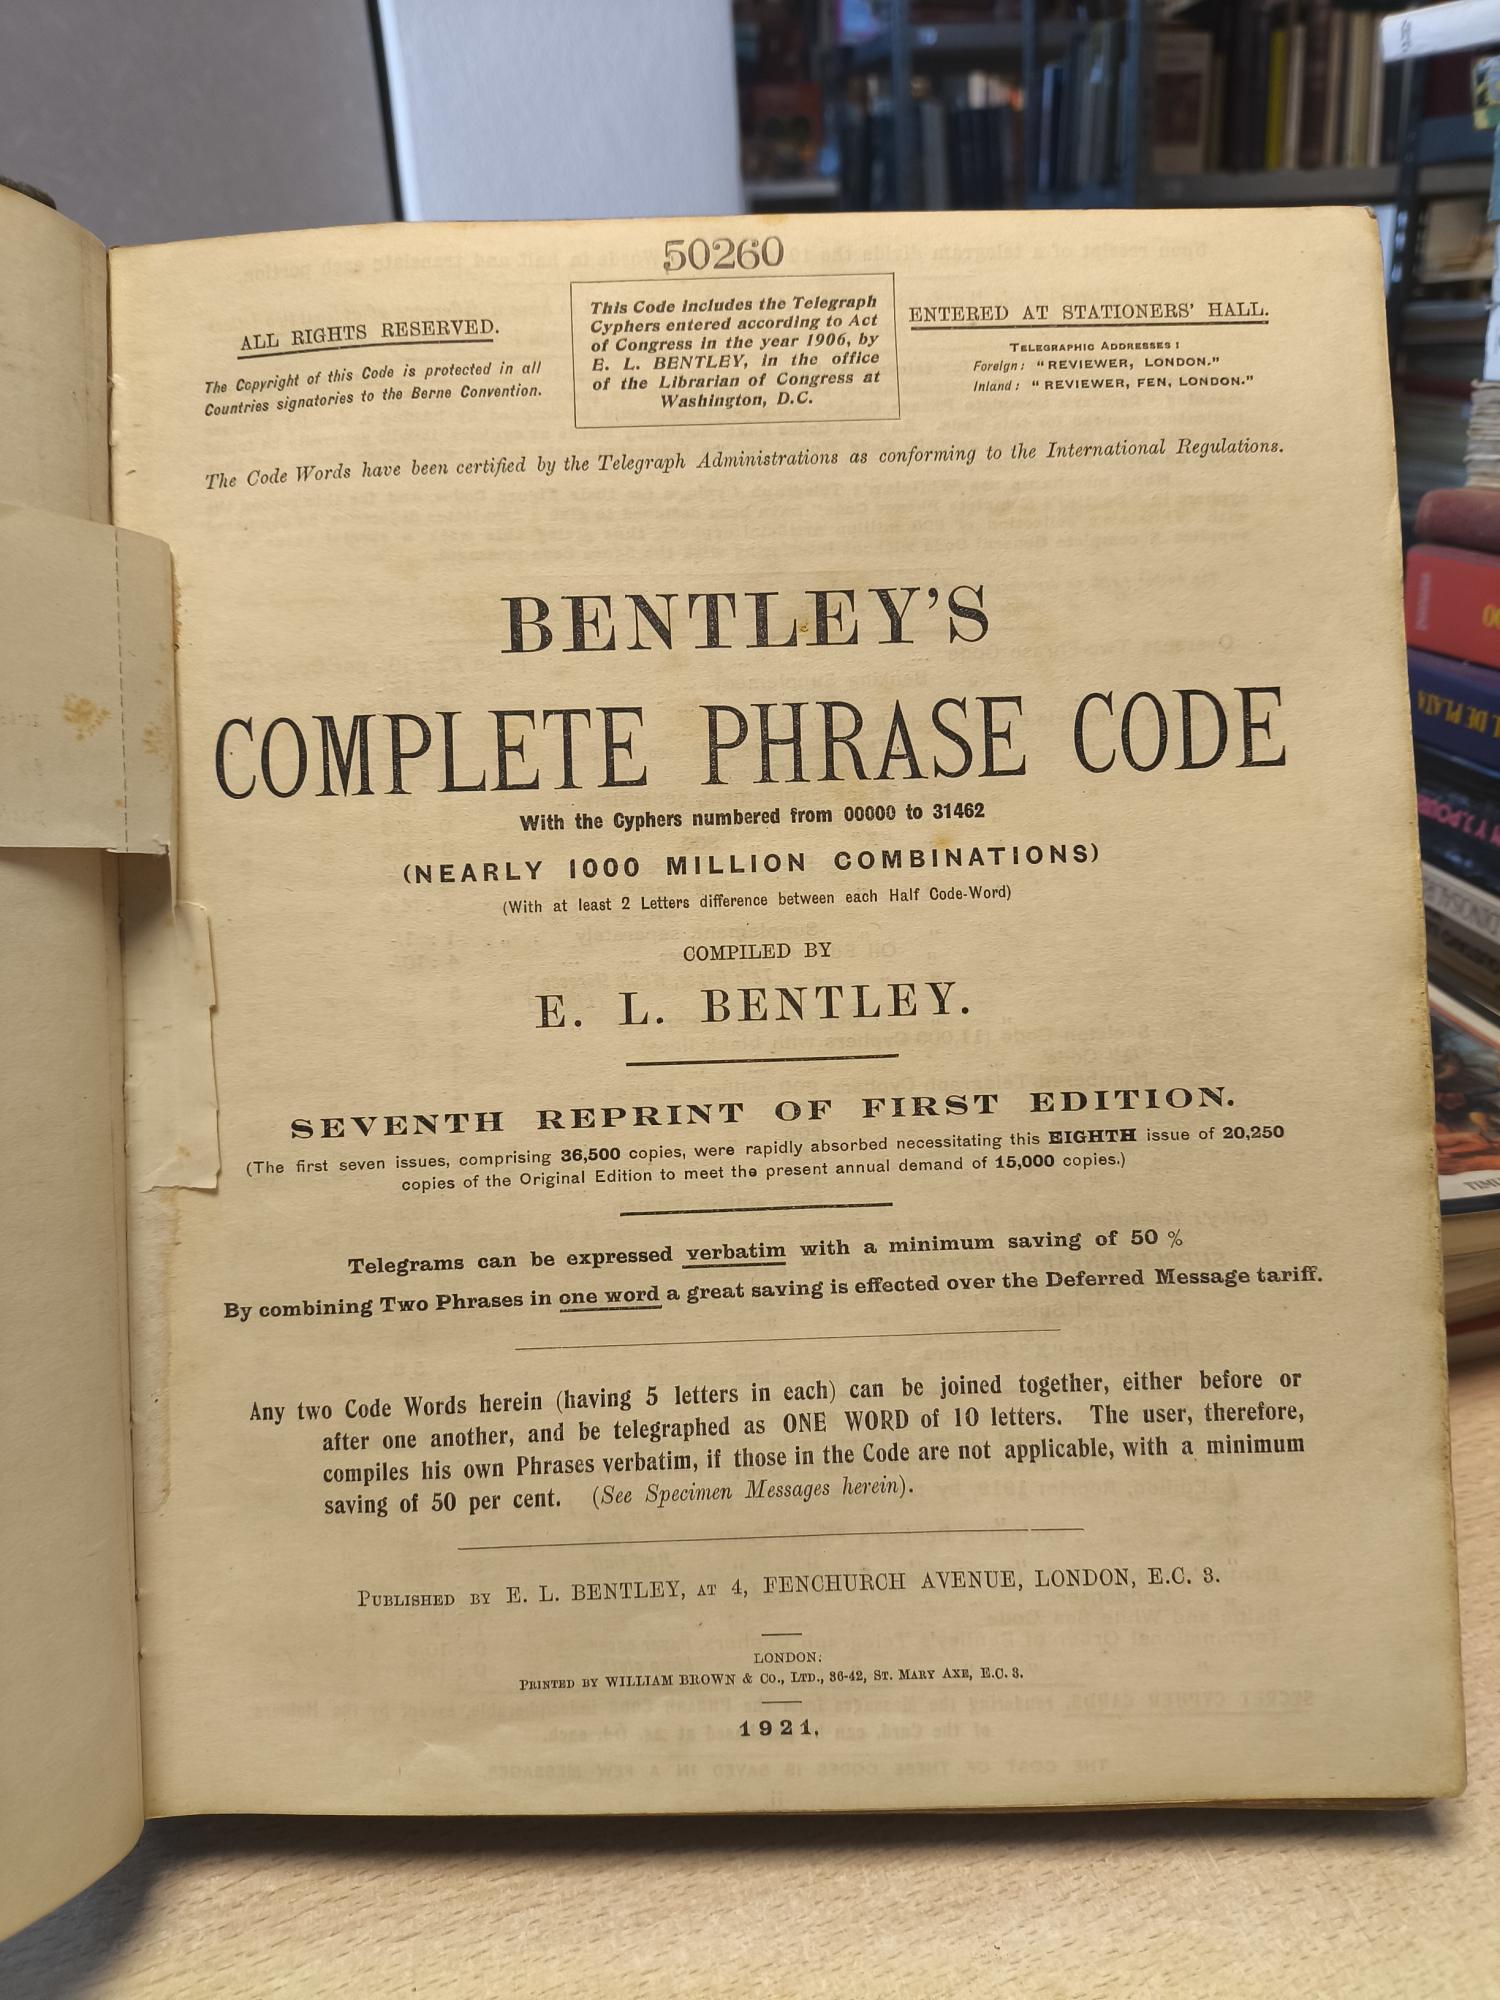 50260
ALL RIGHTS RESERVED.
The Copyright of this Code is protected in all
Countries signatories to the Berne Convention.
This Code includes the Telegraph
Cyphers entered according to Act
of Congress in the year 1906, by
E. L. BENTLEY, in the office
of the Librarian of Congress at
Washington, D.C.
ENTERED AT STATIONERS' HALL.
TELEGRAPHIC ADDRESSES:
Foreign: "REVIEWER, LONDON."
Inland: "REVIEWER, FEN, LONDON."
The Code Words have been certified by the Telegraph Administrations as conforming to the International Regulations.
BENTLEY'S
COMPLETE PHRASE CODE
With the Cyphers numbered from 00000 to 31462
(NEARLY 1000 MILLION COMBINATIONS)
(With at least 2 Letters difference between each Half Code-Word)
COMPILED BY
E. L. BENTLEY.
SEVENTH REPRINT OF FIRST EDITION.
(The first seven issues, comprising 36,500 copies, were rapidly absorbed necessitating this EIGHTH issue of 20,250
copies of the Original Edition to meet the present annual demand of 15,000 copies.)
Telegrams can be expressed verbatim with a minimum saving of 50 %
By combining Two Phrases in one word a great saving is effected over the Deferred Message tariff.
Any two Code Words herein (having 5 letters in each) can be joined together, either before or
after one another, and be telegraphed as ONE WORD of 10 letters. The user, therefore,
compiles his own Phrases verbatim, if those in the Code are not applicable, with a minimum
saving of 50 per cent. (See Specimen Messages herein).
PUBLISHED BY E. L. BENTLEY, AT 4, FENCHURCH AVENUE, LONDON, E.C. 3.
LONDON:
PRINTED BY WILLIAM BROWN & CO., LTD., 36-42, ST. MARY AXE, E.C. 3.
1921.
DE PLATA